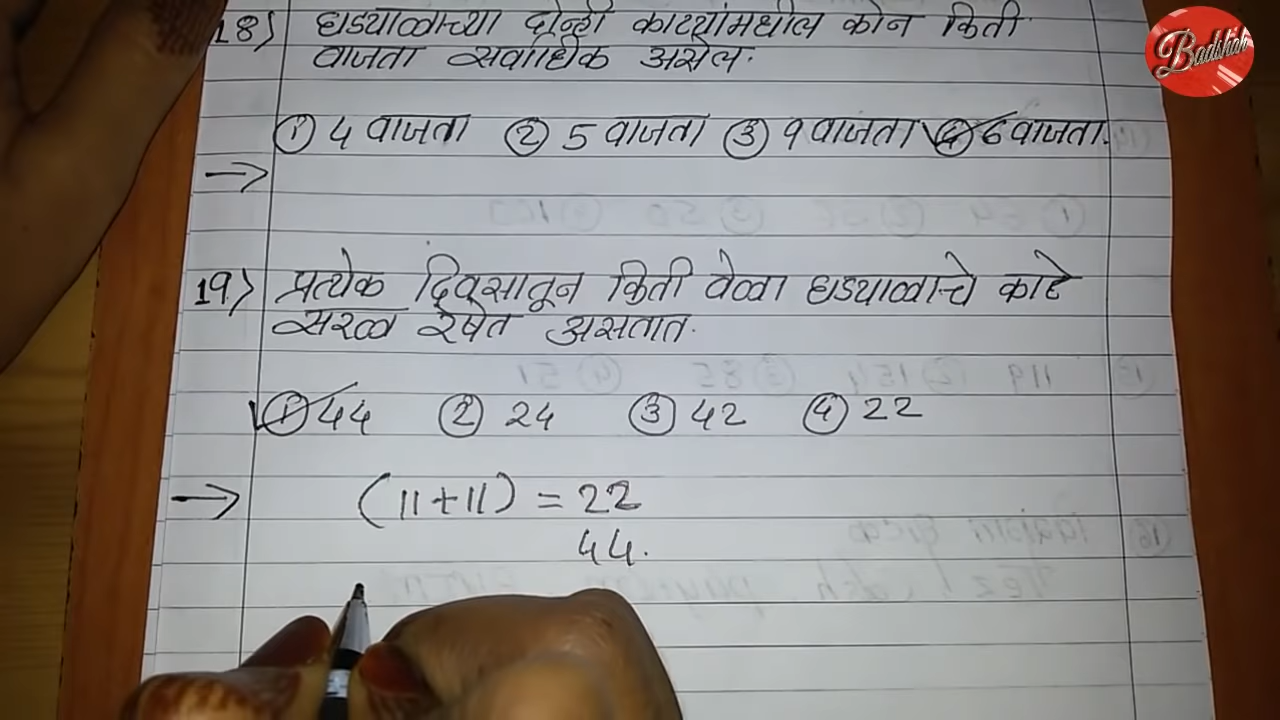 Badshah
18) घड्याळाच्या दोन्ही काट्यांमधील कोन किती
वाजता सर्वाधिक असेल.
① 4 वाजता ② 5 वाजता ③ 9 वाजता ④ 6 वाजता.
→
19) प्रत्येक दिवसातून किती वेळा घड्याळाचे काटे
सरळ रेषेत असतात.
① 44 ② 24 ③ 42 ④ 22
→ (11+11) = 22
44.